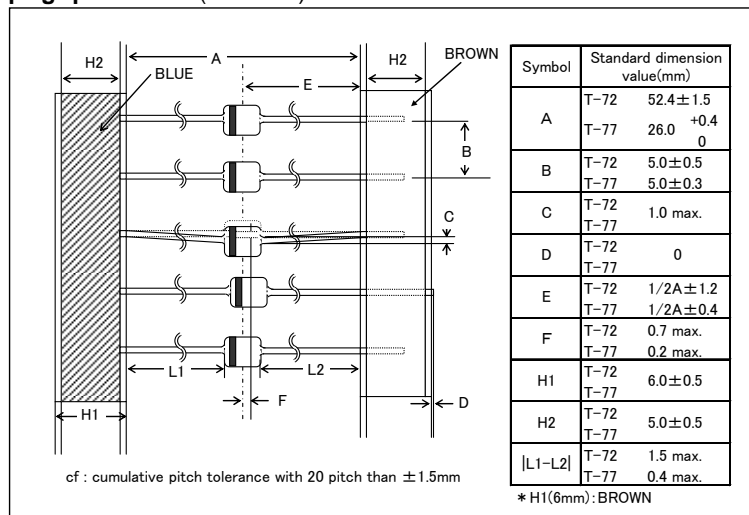 H2
A
H2
BROWN
BLUE
E
B
C
L1
L2
F
H1
D
cf : cumulative pitch tolerance with 20 pitch than ±1.5mm
Symbol Standard dimension value(mm)
A T-72 52.4±1.5
T-77 26.0 +0.4 0
B T-72 5.0±0.5
T-77 5.0±0.3
C T-72 T-77 1.0 max.
D T-72 T-77 0
E T-72 1/2A±1.2
T-77 1/2A±0.4
F T-72 0.7 max.
T-77 0.2 max.
H1 T-72 T-77 6.0±0.5
H2 T-72 T-77 5.0±0.5
|L1-L2| T-72 1.5 max.
T-77 0.4 max.
*H1(6mm):BROWN